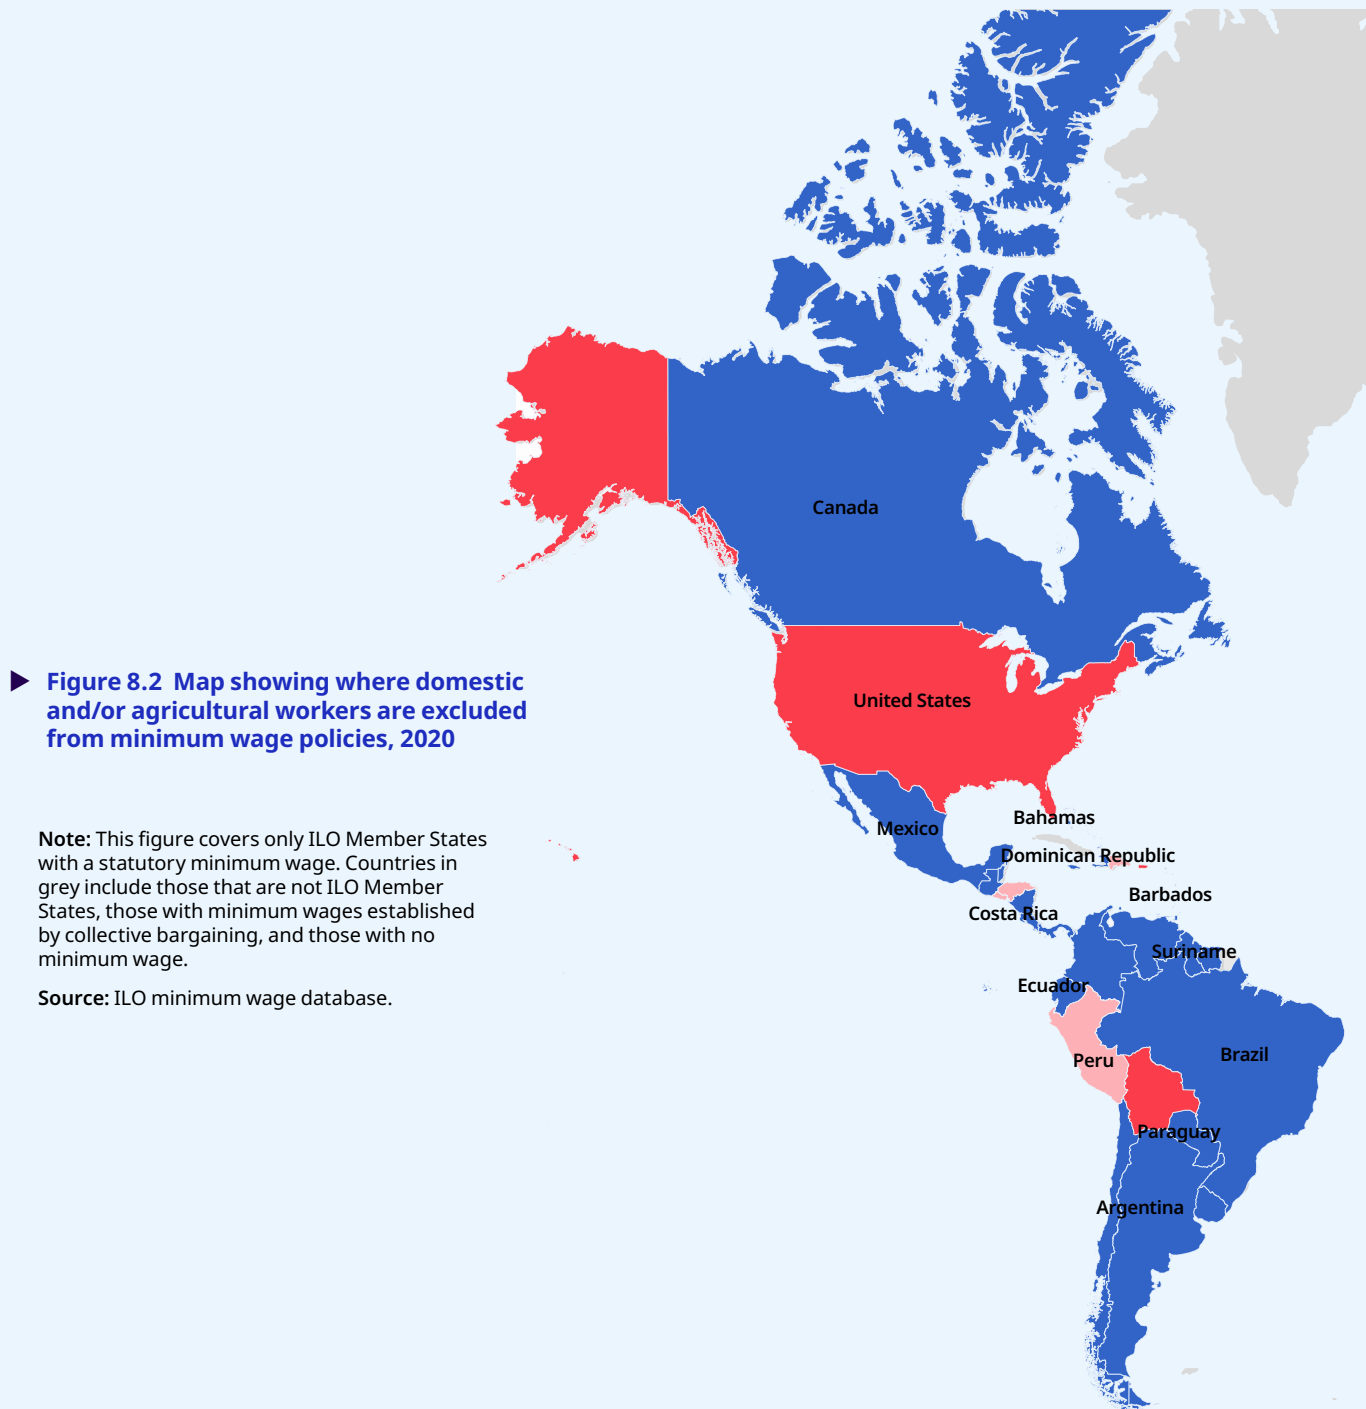 Canada
United States
▶ Figure 8.2 Map showing where domestic
and/or agricultural workers are excluded
from minimum wage policies, 2020
Bahamas
Mexico
Note: This figure covers only ILO Member States
with a statutory minimum wage. Countries in
grey include those that are not ILO Member
States, those with minimum wages established
by collective bargaining, and those with no
minimum wage.
Dominican Republic
Barbados
Costa Rica
Suriname
Ecuador
Source: ILO minimum wage database.
Brazil
Peru
Paraguay
Argentina